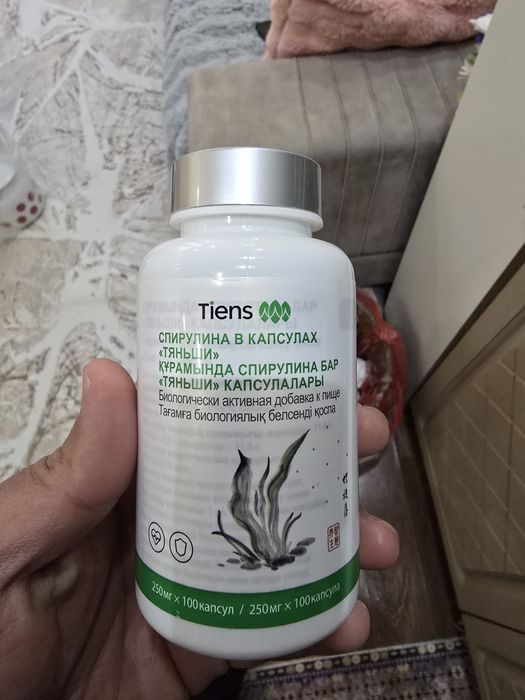 Tiens
СПИРУЛИНА В КАПСУЛАХ
«ТЯНЬШИ»
ҚҰРАМЫНДА СПИРУЛИНА БАР
«ТЯНЬШИ» КАПСУЛАЛАРЫ
Биологически активная добавка к пище
Тағамға биологиялық белсенді қоспа
250мг × 100капсул / 250мг × 100капсула